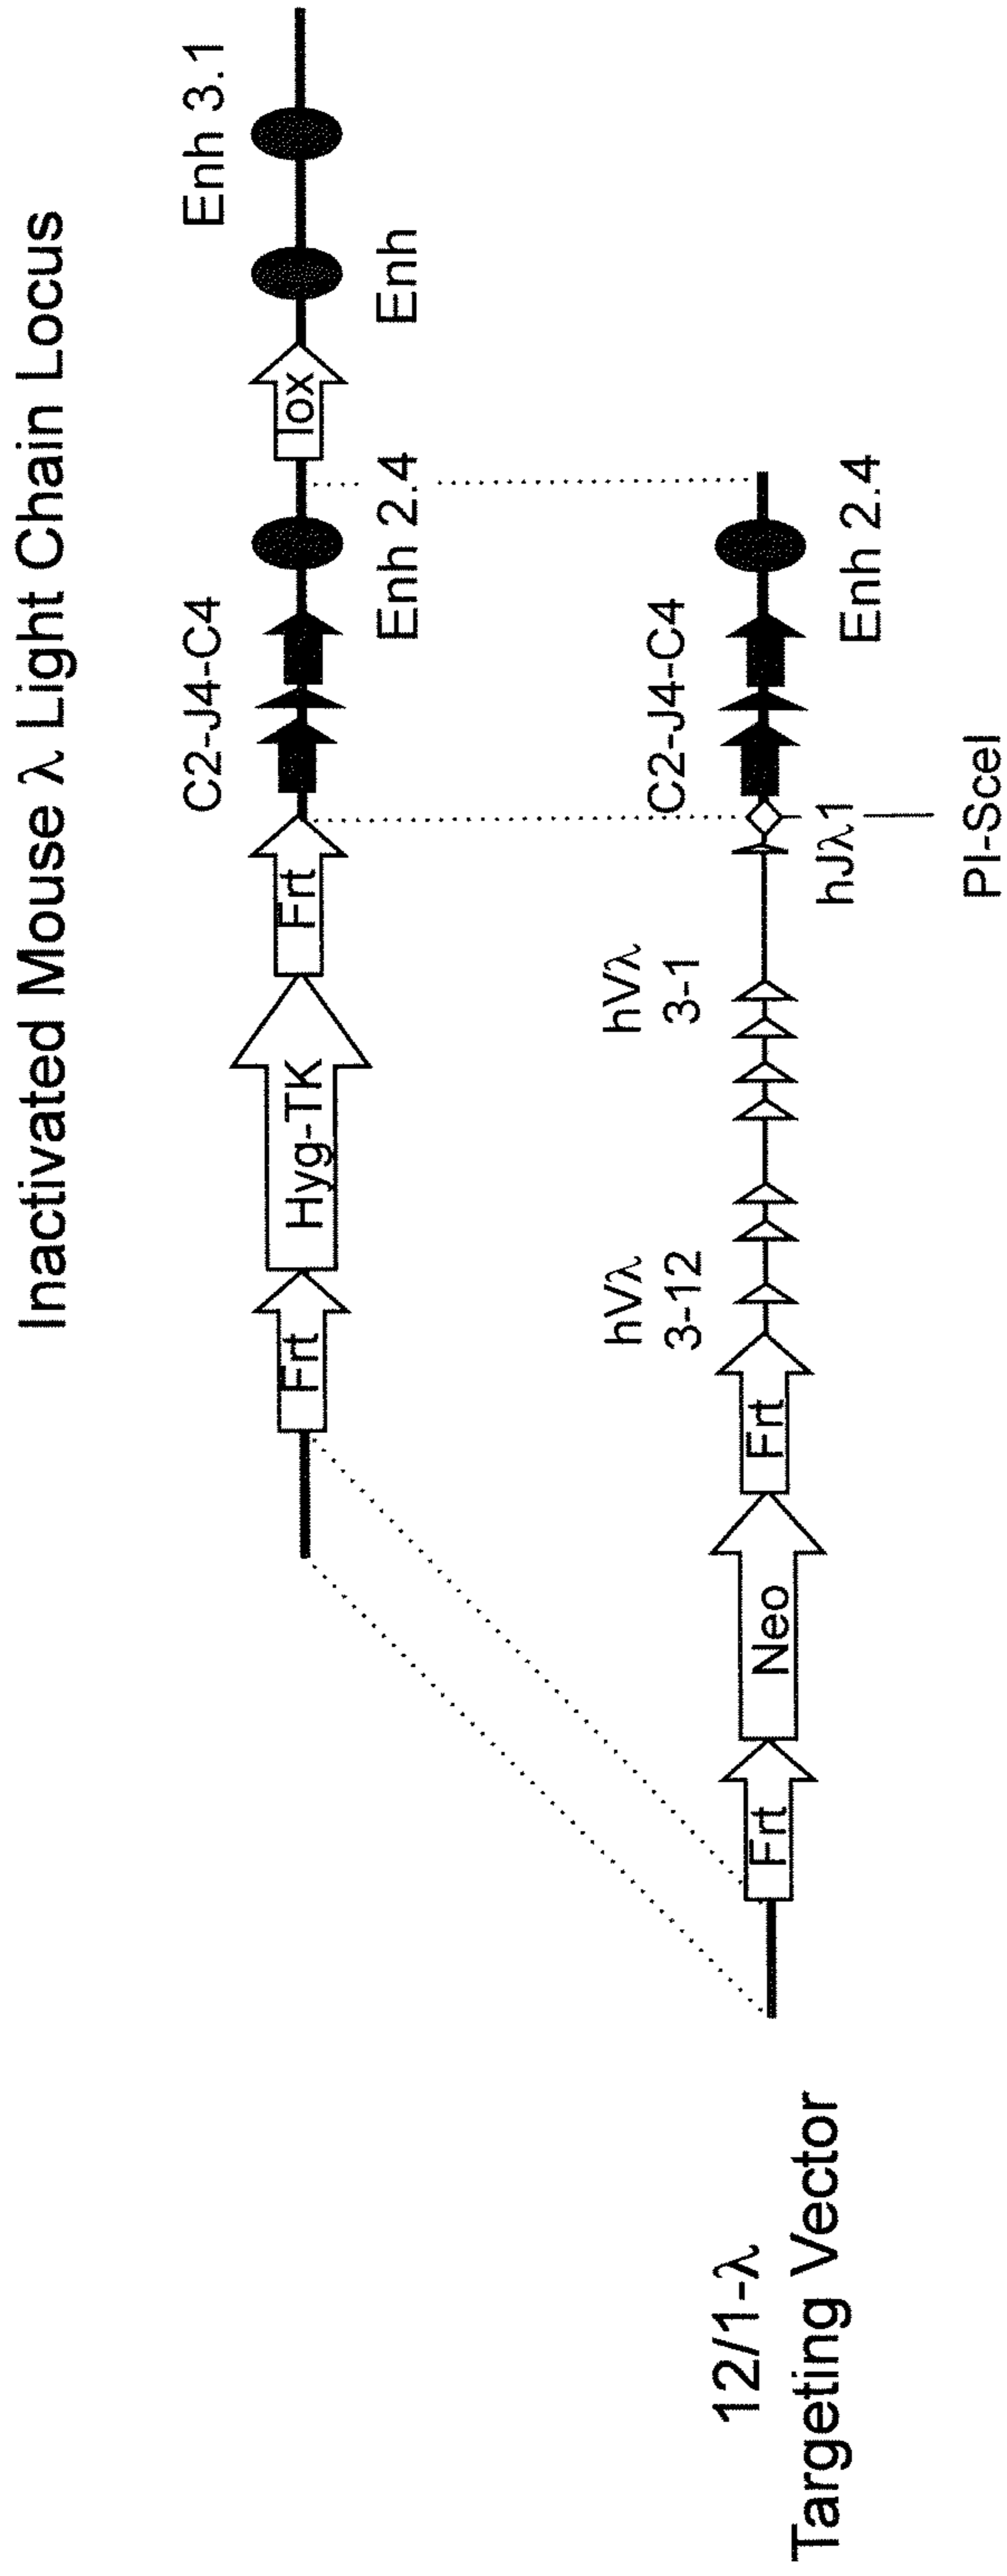 Inactivated Mouse λ Light Chain Locus
Enh 3.1
C2-J4-C4
Frt
Hyg-TK
Frt
lox
Enh 2.4
Enh
12/1-λ
Targeting Vector
hVλ
3-12
hVλ
3-1
C2-J4-C4
Frt
Neo
Frt
hJλ1
Enh 2.4
PI-SceI